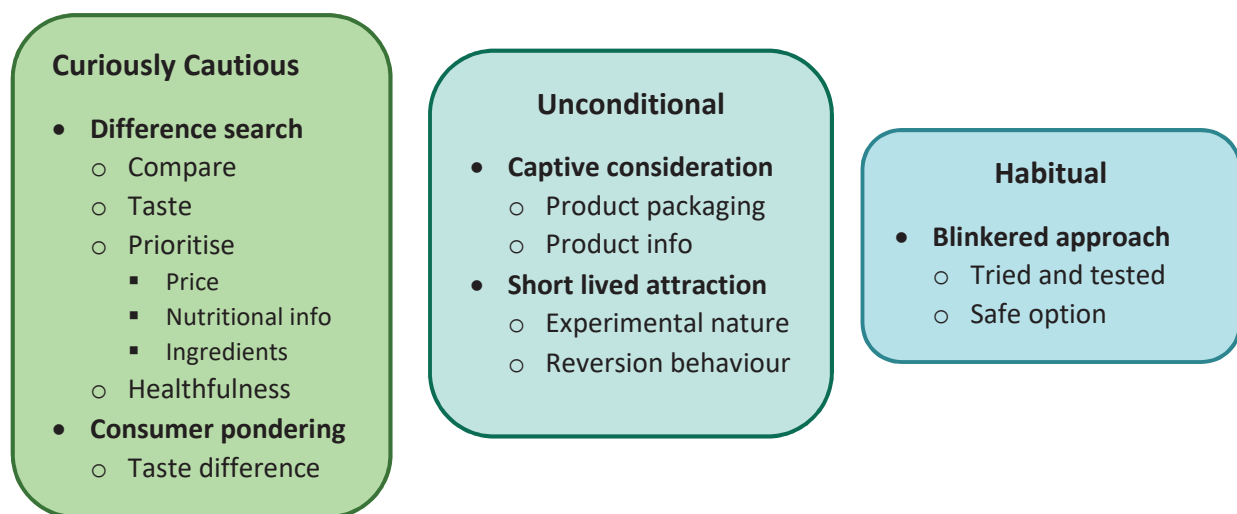 Curiously Cautious
• Difference search
o Compare
o Taste
o Prioritise
▪ Price
▪ Nutritional info
▪ Ingredients
o Healthfulness
• Consumer pondering
o Taste difference
Unconditional
• Captive consideration
o Product packaging
o Product info
• Short lived attraction
o Experimental nature
o Reversion behaviour
Habitual
• Blinkered approach
o Tried and tested
o Safe option